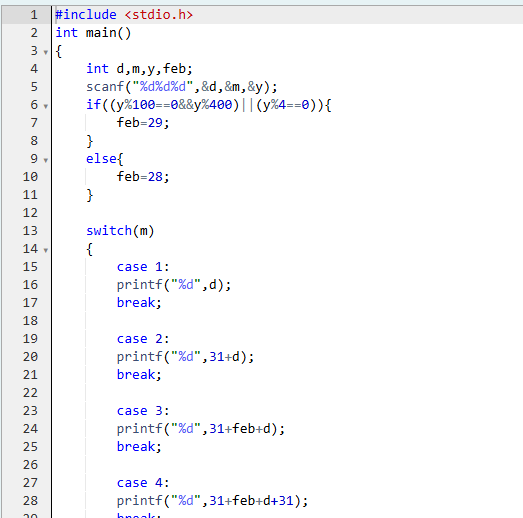 1 #include <stdio.h>
2 int main()
3 {
4 int d,m,y,feb;
5 scanf("%d%d%d",&d,&m,&y);
6 if((y%100==0&&y%400)||(y%4==0)){
7 feb=29;
8 }
9 else{
10 feb=28;
11 }
12
13 switch(m)
14 {
15 case 1:
16 printf("%d",d);
17 break;
18
19 case 2:
20 printf("%d",31+d);
21 break;
22
23 case 3:
24 printf("%d",31+feb+d);
25 break;
26
27 case 4:
28 printf("%d",31+feb+d+31);
29 break;